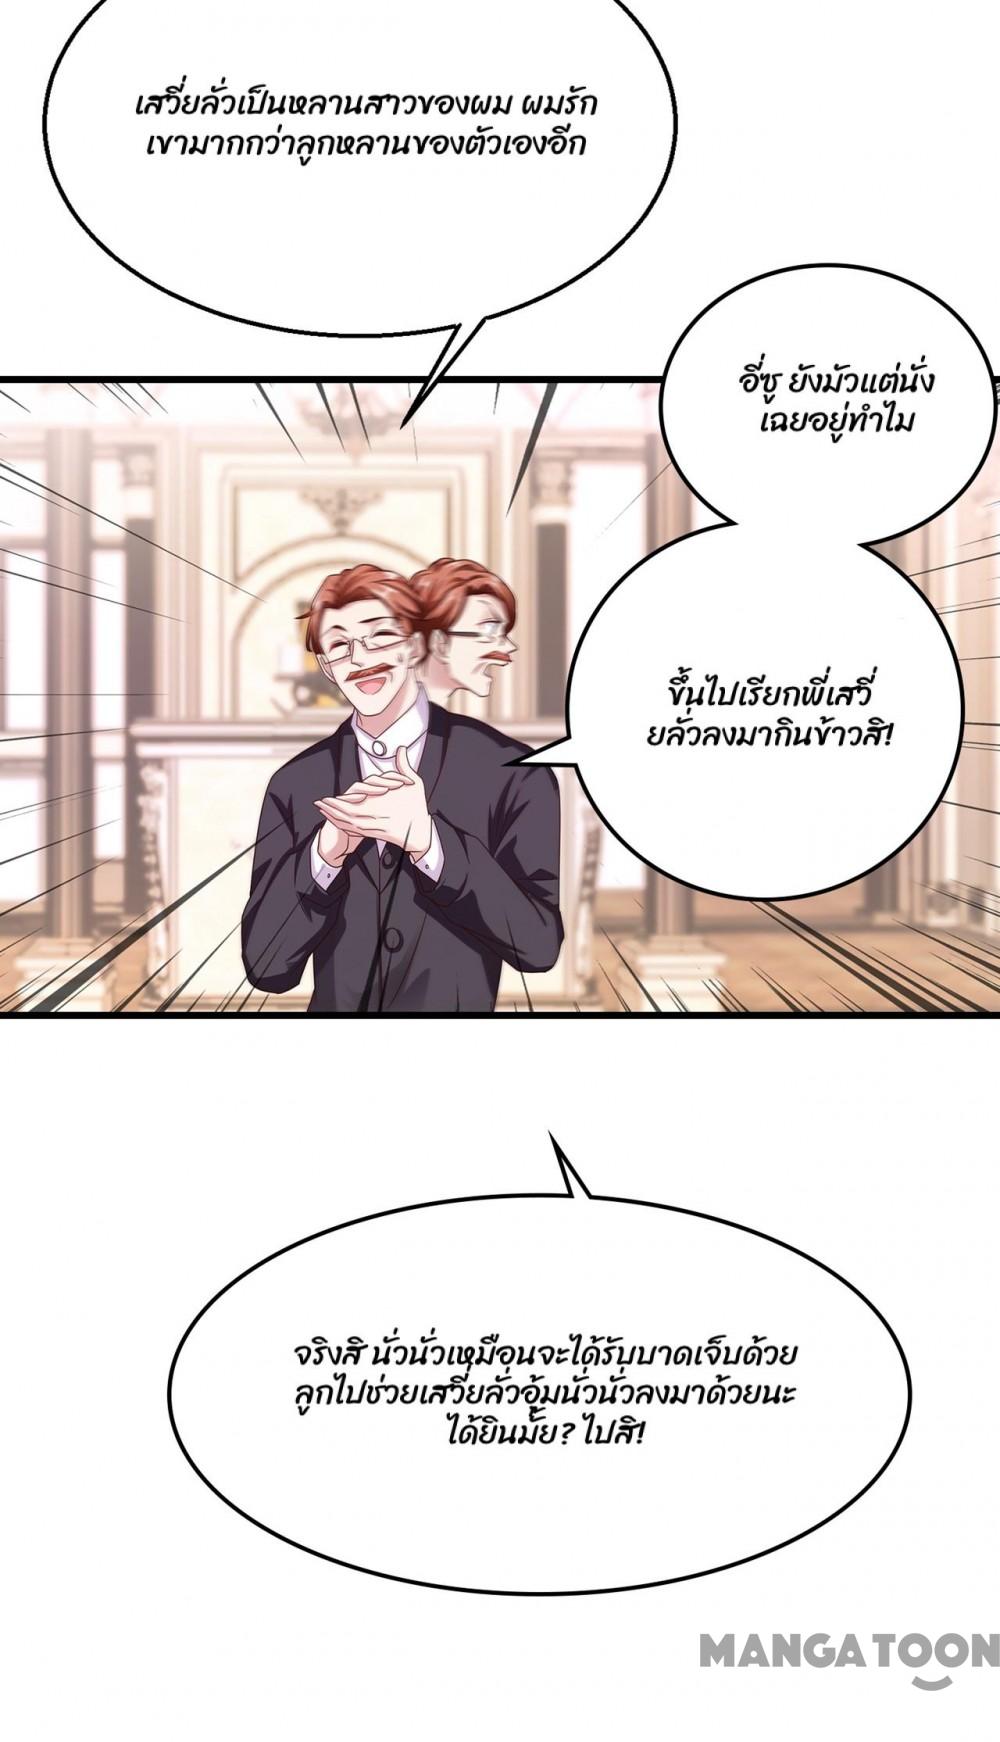 เสวี่ยลั่วเป็นหลานสาวของผม ผมรัก
เขามากกว่าลูกหลานของตัวเองอีก
อี่ซู ยังมัวแต่นั่ง
เฉยอยู่ทำไม
ขึ้นไปเรียกพี่เสวี่
ยลั่วลงมากินข้าวสิ!
จริงสิ นั่วนั่วเหมือนจะได้รับบาดเจ็บด้วย
ลูกไปช่วยเสวี่ยลั่วอุ้มนั่วนั่วลงมาด้วยนะ
ได้ยินมั้ย? ไปสิ!
MANGATOON